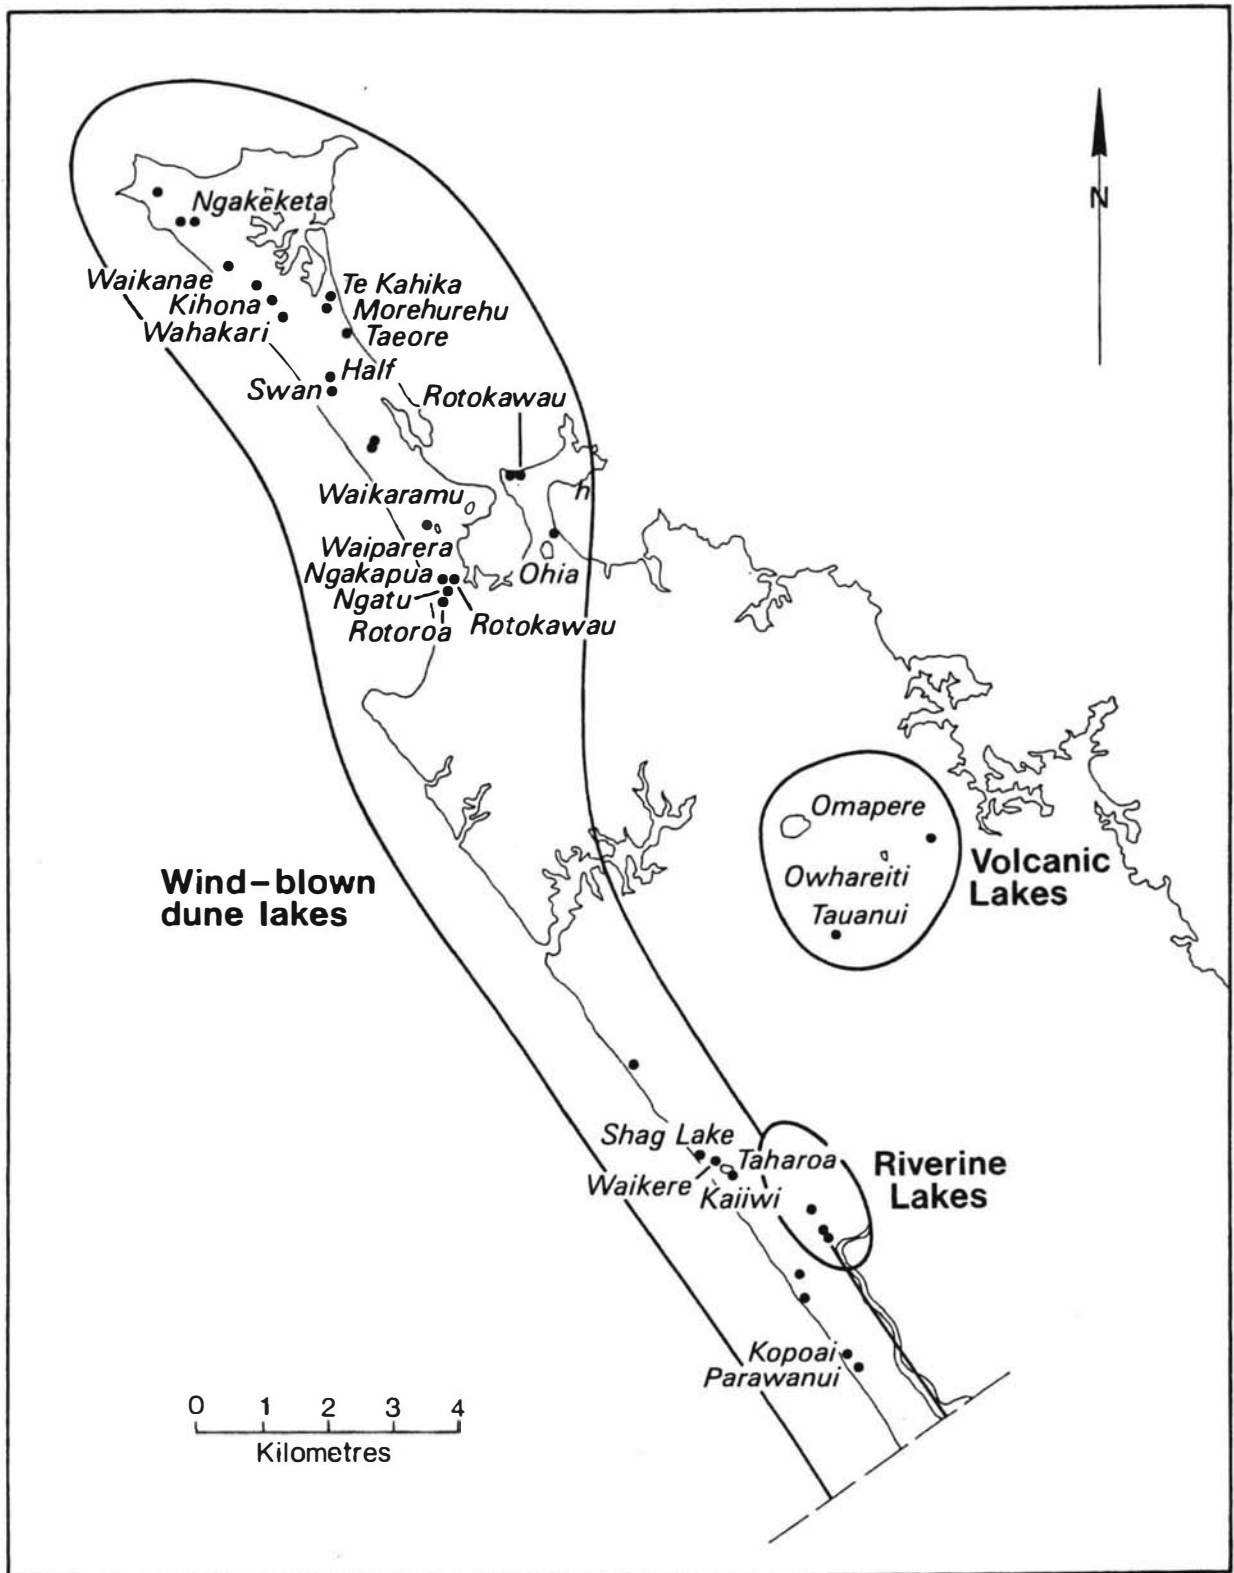 N
Ngakēketa
Waikanae
Te Kahika
Kihona
Morehurehu
Wahakari
Taeore
Half
Swan
Rotokawau
h
Waikaramu
Waiparera
Ngakapua
Ohia
Ngatu
Rotoroa
Rotokawau
Omapere
Volcanic
Lakes
Owhareiti
Tauanui
Wind-blown
dune lakes
Shag Lake
Taharoa
Riverine
Lakes
Waikere
Kaiiwi
Kopoai
Parawanui
0 1 2 3 4
Kilometres